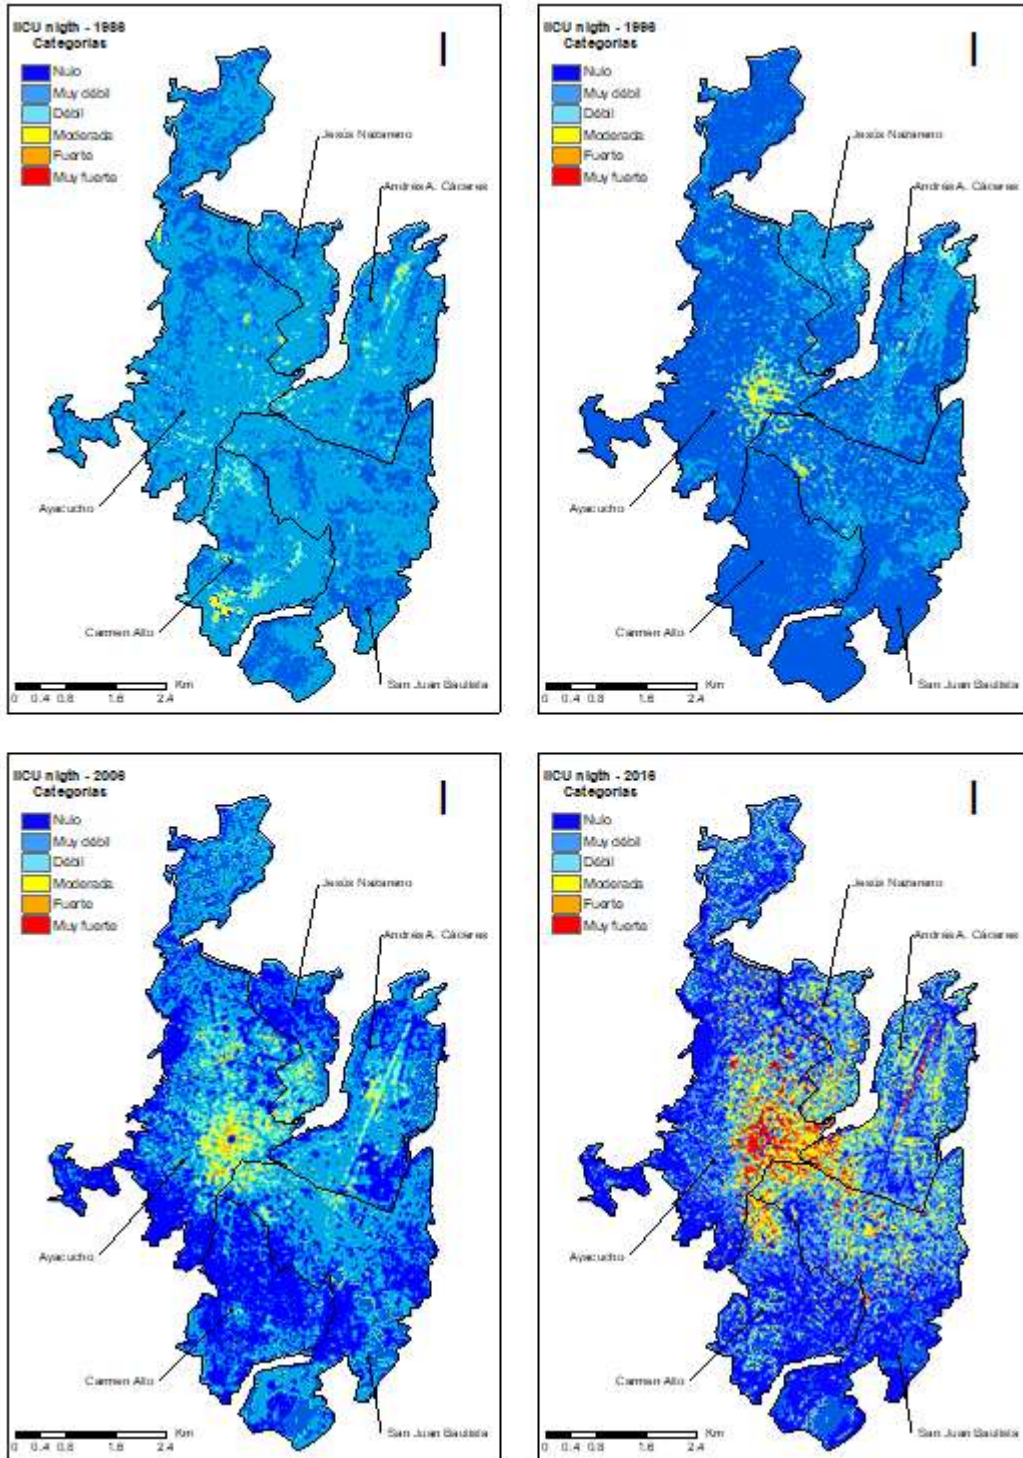 IICU nigth - 1986
Categorias
Nulo
Muy débil
Débil
Moderada
Fuerte
Muy fuerte
Jesús Nazareno
Andrés A. Cáceres
Ayacucho
Carmen Alto
San Juan Bautista
Km
0 0.4 0.8 1.6 2.4
IICU nigth - 1996
Categorias
Nulo
Muy débil
Débil
Moderada
Fuerte
Muy fuerte
Jesús Nazareno
Andrés A. Cáceres
Ayacucho
Carmen Alto
San Juan Bautista
Km
0 0.4 0.8 1.6 2.4
IICU nigth - 2006
Categorias
Nulo
Muy débil
Débil
Moderada
Fuerte
Muy fuerte
Jesús Nazareno
Andrés A. Cáceres
Ayacucho
Carmen Alto
San Juan Bautista
Km
0 0.4 0.8 1.6 2.4
IICU nigth - 2016
Categorias
Nulo
Muy débil
Débil
Moderada
Fuerte
Muy fuerte
Jesús Nazareno
Andrés A. Cáceres
Ayacucho
Carmen Alto
San Juan Bautista
Km
0 0.4 0.8 1.6 2.4